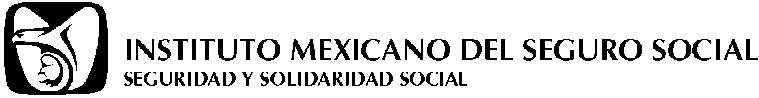 INSTITUTO MEXICANO DEL SEGURO SOCIAL
SEGURIDAD Y SOLIDARIDAD SOCIAL